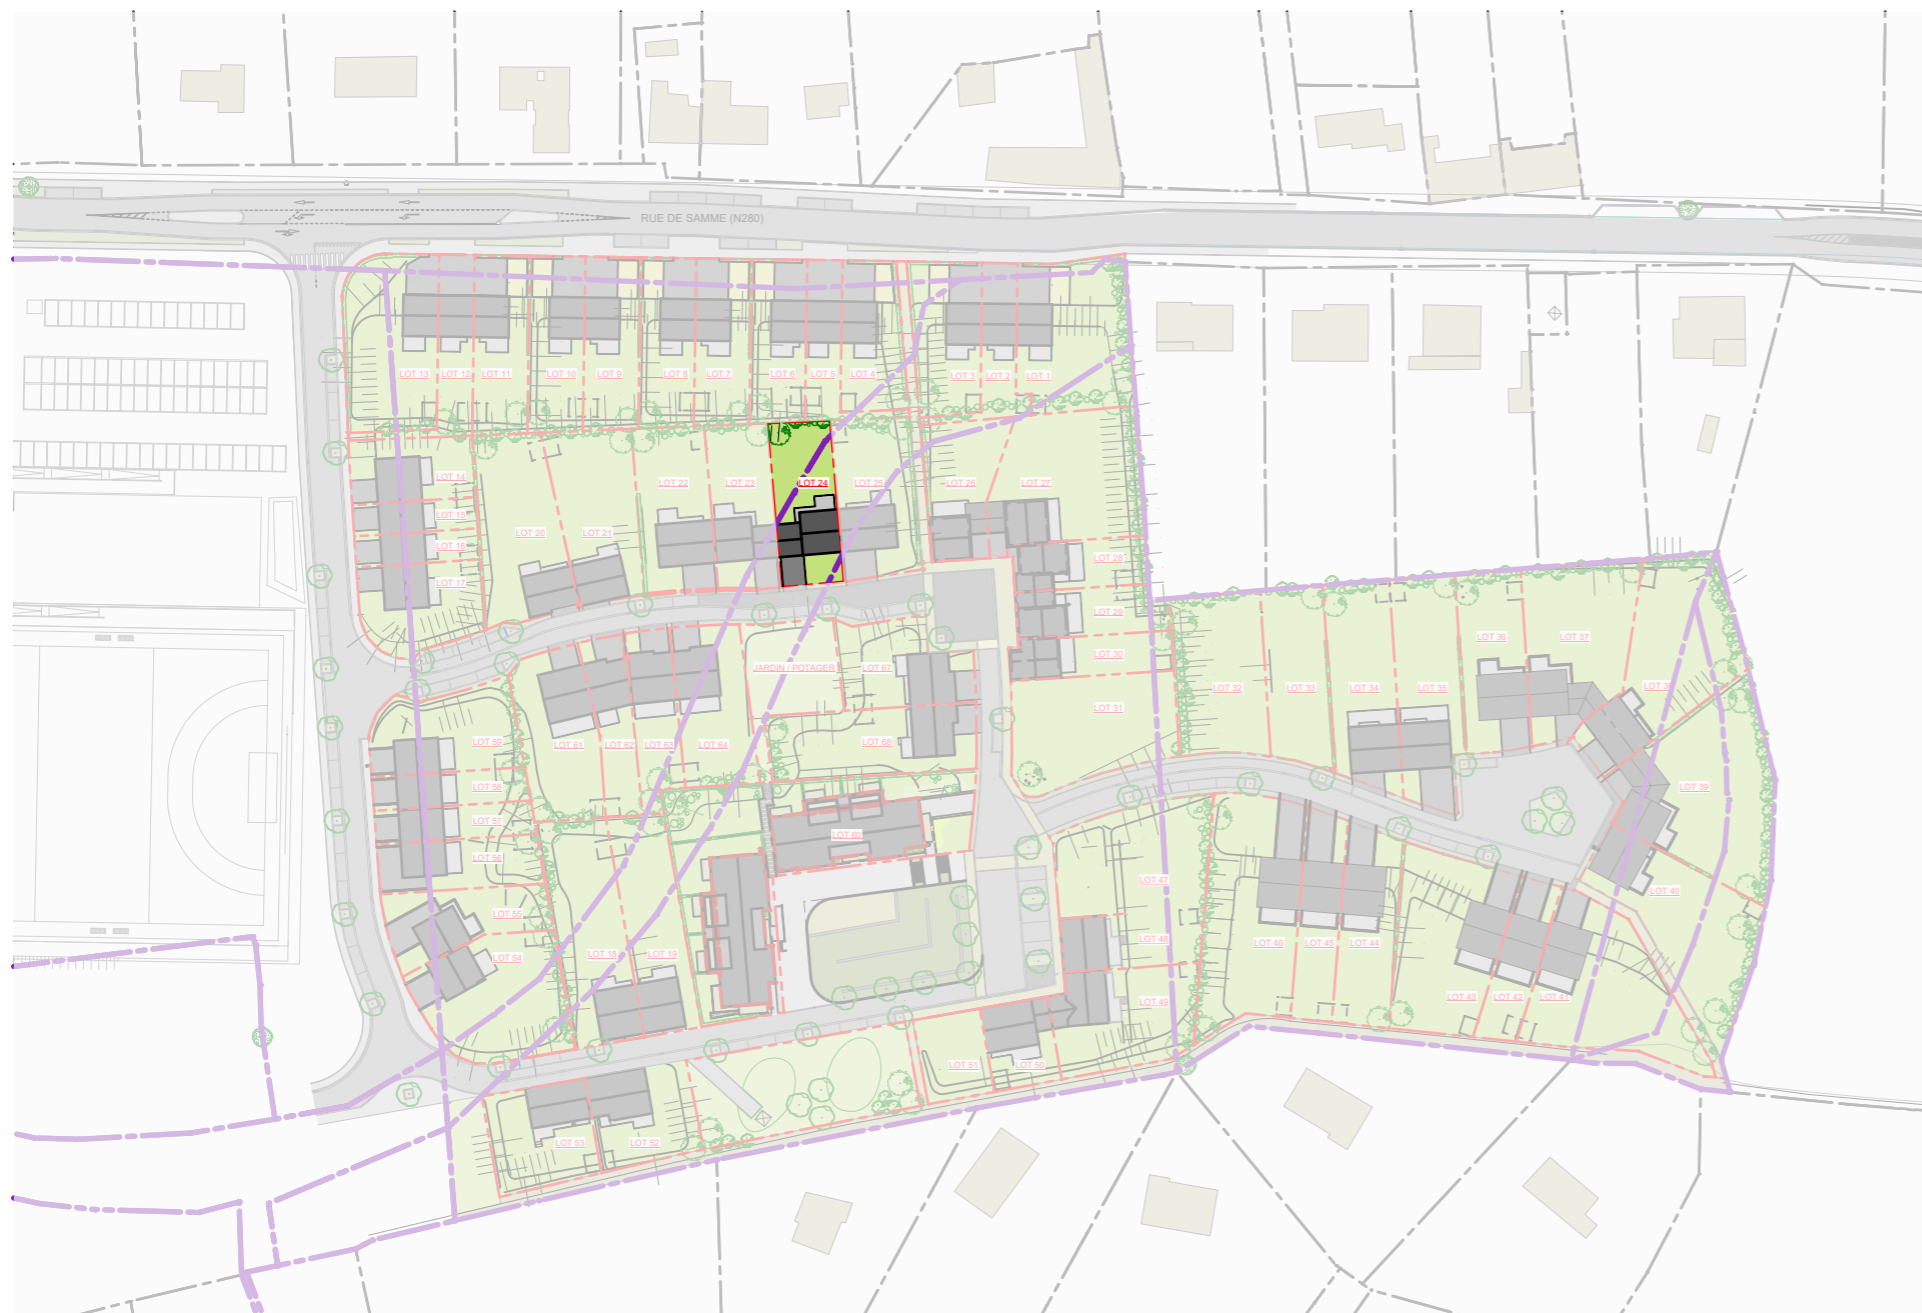 RUE DE SAMME (N280)
LOT 13
LOT 12
LOT 11
LOT 10
LOT 9
LOT 8
LOT 7
LOT 6
LOT 5
LOT 4
LOT 3
LOT 2
LOT 1
LOT 14
LOT 15
LOT 16
LOT 17
LOT 20
LOT 21
LOT 22
LOT 23
LOT 24
LOT 25
LOT 26
LOT 27
LOT 28
LOT 29
LOT 30
LOT 31
JARDIN / POTAGER
LOT 67
LOT 68
LOT 32
LOT 33
LOT 34
LOT 35
LOT 36
LOT 37
LOT 39
LOT 40
LOT 59
LOT 58
LOT 57
LOT 56
LOT 61
LOT 62
LOT 63
LOT 64
LOT 60
LOT 55
LOT 54
LOT 18
LOT 19
LOT 47
LOT 48
LOT 49
LOT 46
LOT 45
LOT 44
LOT 43
LOT 42
LOT 41
LOT 51
LOT 50
LOT 53
LOT 52